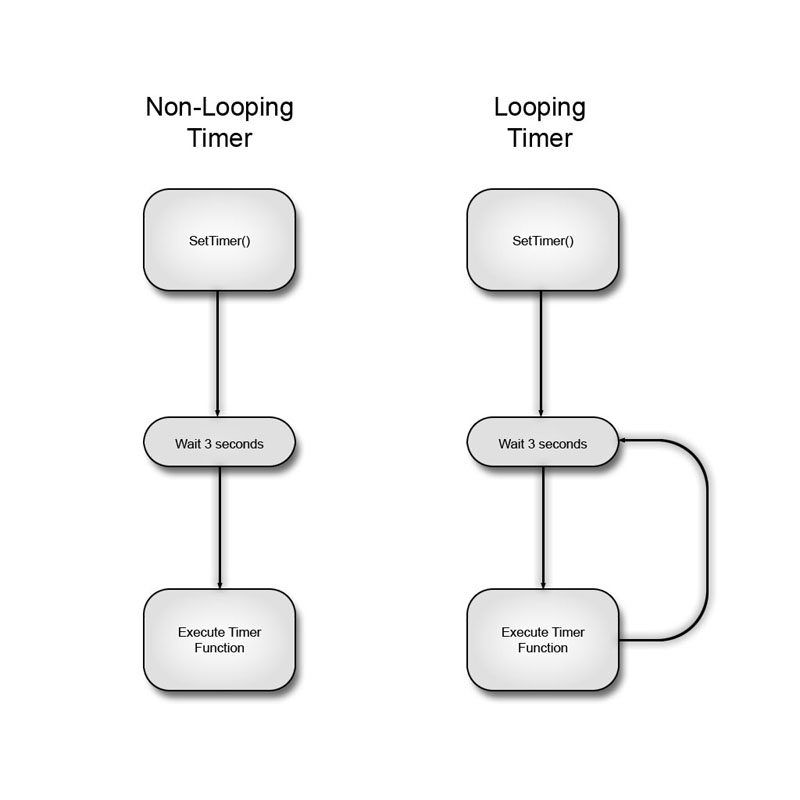 Non-Looping
Timer
SetTimer()
Wait 3 seconds
Execute Timer
Function
Looping
Timer
SetTimer()
Wait 3 seconds
Execute Timer
Function